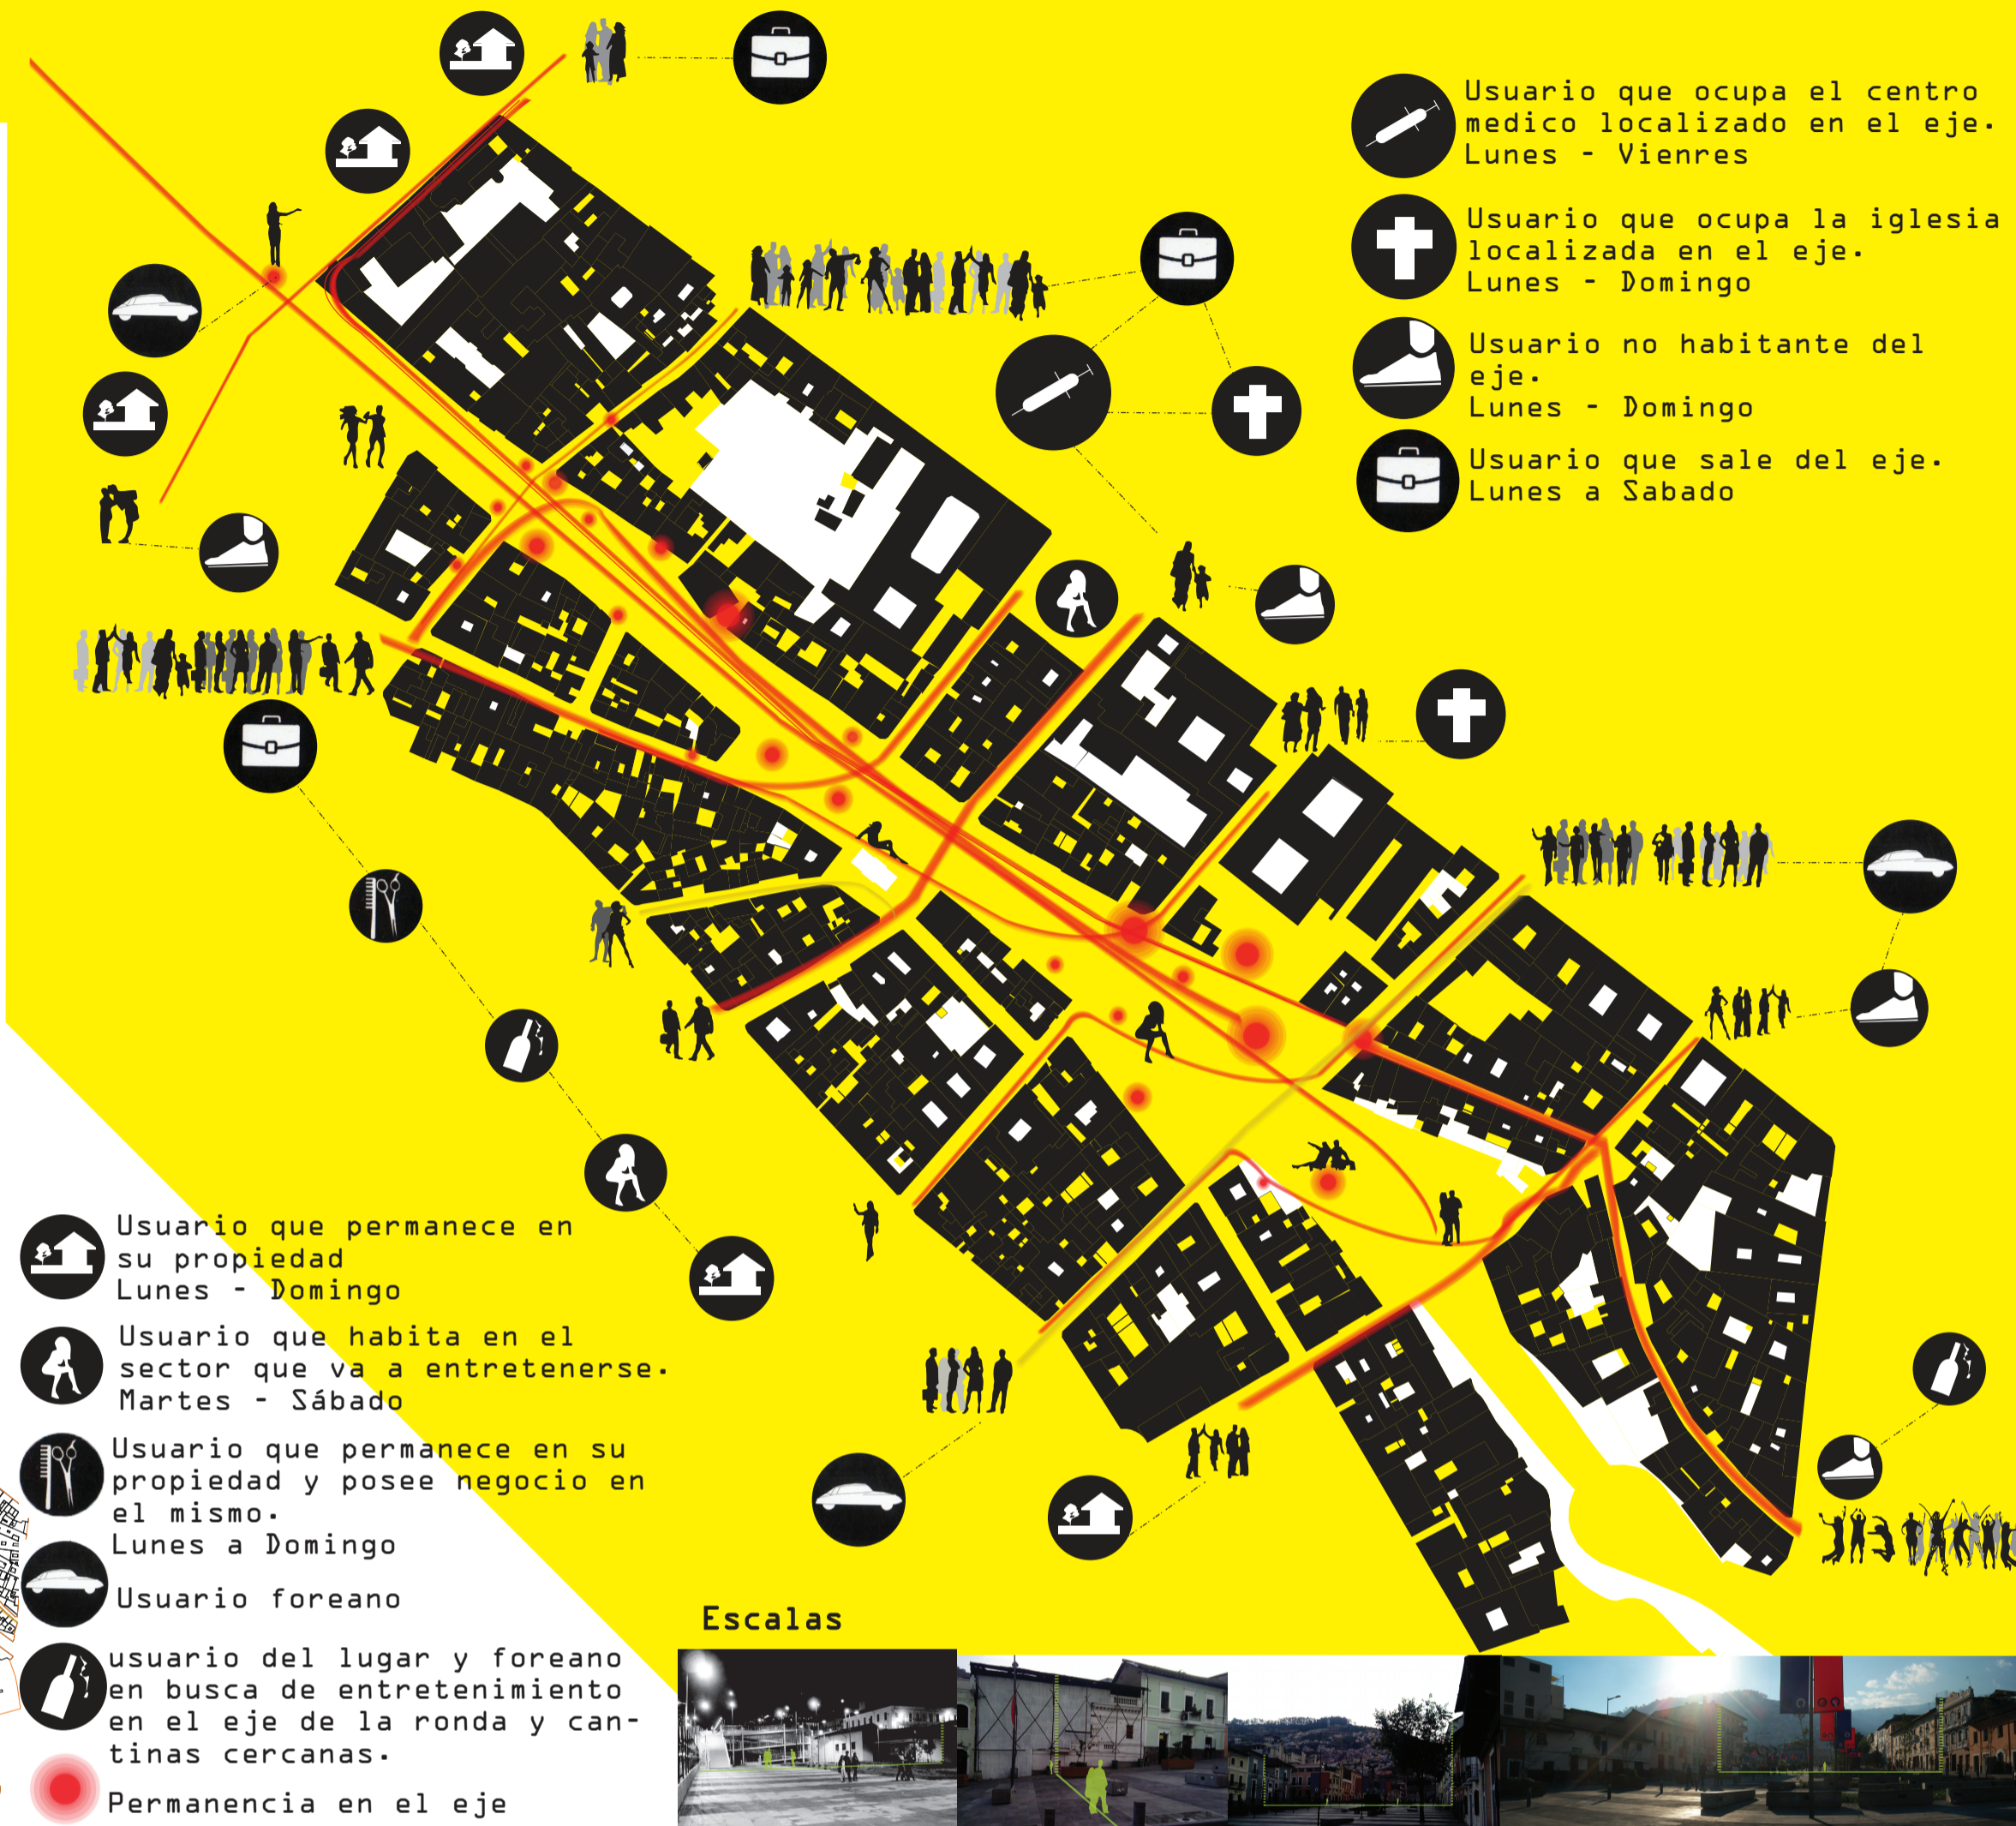 Usuario que ocupa el centro
medico localizado en el eje.
Lunes - Vienres
Usuario que ocupa la iglesia
localizada en el eje.
Lunes - Domingo
Usuario no habitante del
eje.
Lunes - Domingo
Usuario que sale del eje.
Lunes a Sabado
Usuario que permanece en
su propiedad
Lunes - Domingo
Usuario que habita en el
sector que va a entretenerse.
Martes - Sábado
Usuario que permanece en su
propiedad y posee negocio en
el mismo.
Lunes a Domingo
Usuario foreano
usuario del lugar y foreano
en busca de entretenimiento
en el eje de la ronda y can-
tinas cercanas.
Permanencia en el eje
Escalas